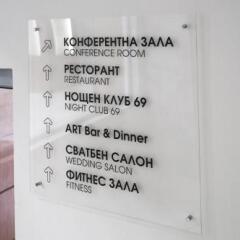 КОНФЕРЕНТНА ЗАЛА
CONFERENCE ROOM
РЕСТОРАНТ
RESTAURANT
НОЩЕН КЛУБ 69
NIGHT CLUB 69
ART Bar & Dinner
СВАТБЕН САЛОН
WEDDING SALON
ФИТНЕС ЗАЛА
FITNESS